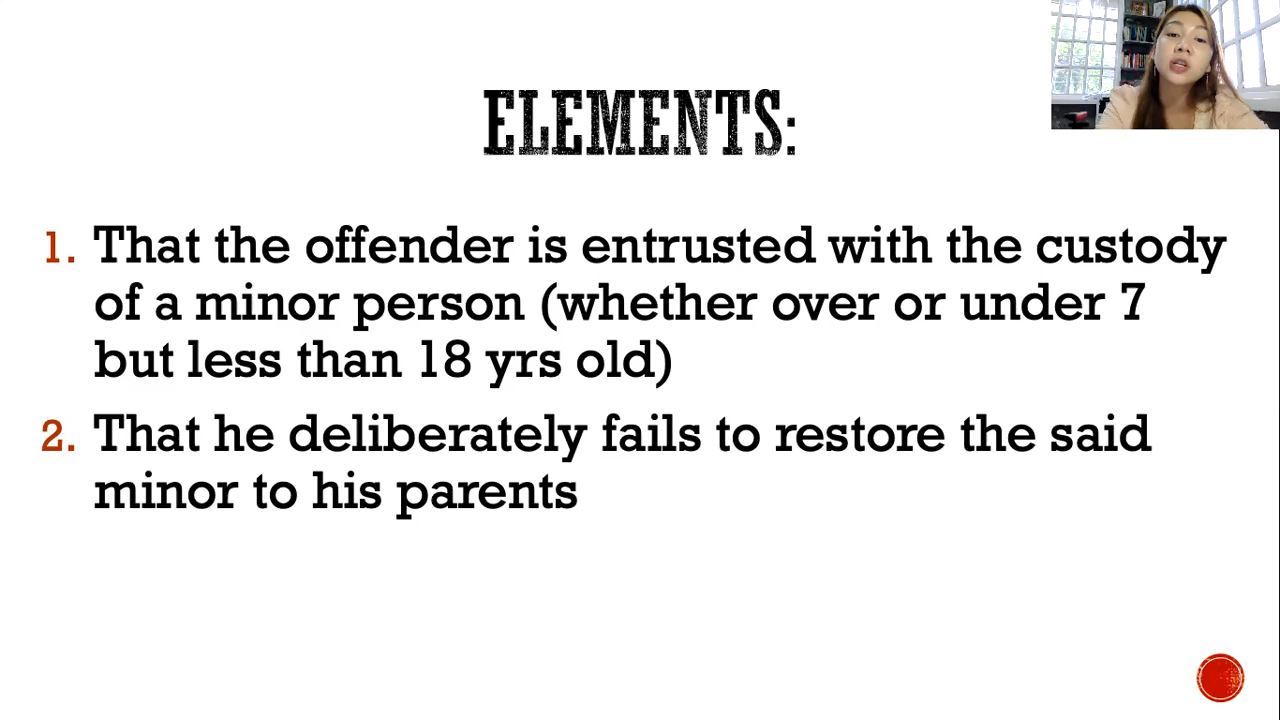 ELEMENTS:
1. That the offender is entrusted with the custody
of a minor person (whether over or under 7
but less than 18 yrs old)
2. That he deliberately fails to restore the said
minor to his parents